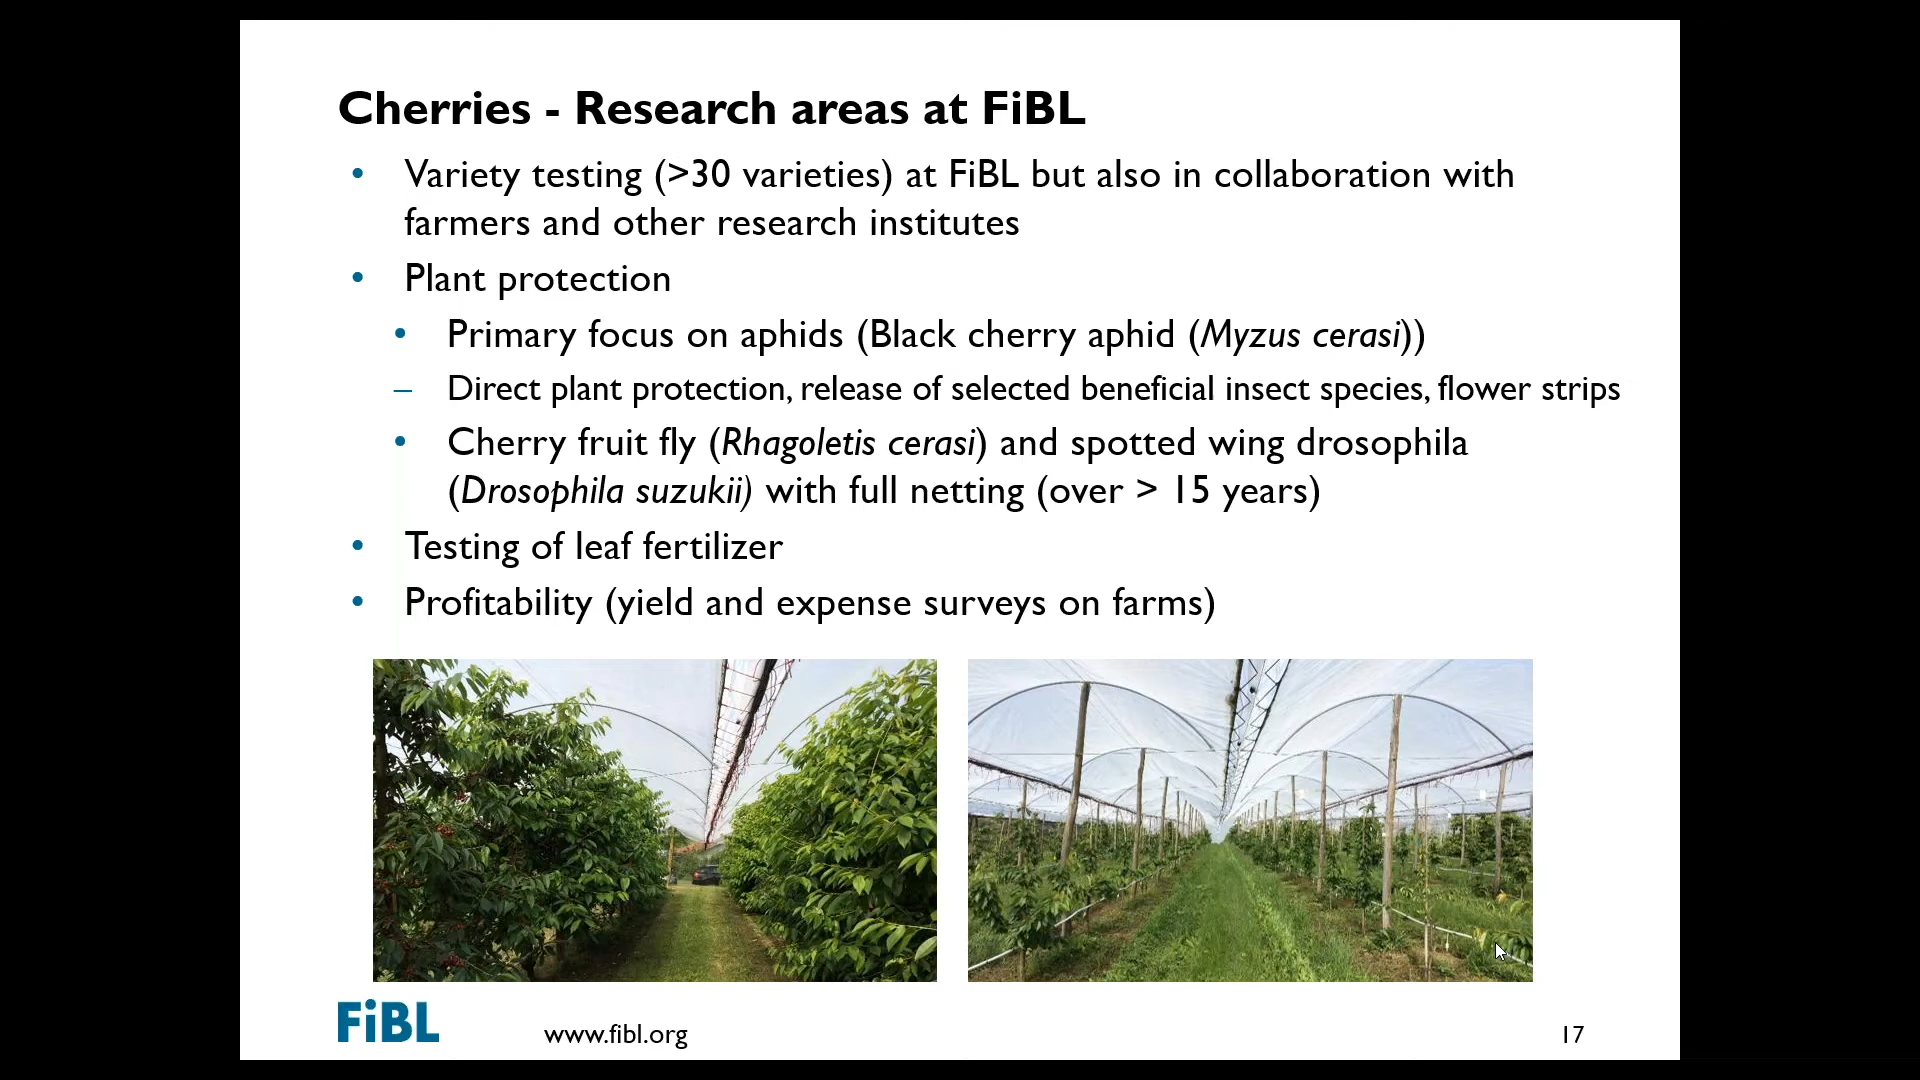 Cherries - Research areas at FiBL
• Variety testing (>30 varieties) at FiBL but also in collaboration with
farmers and other research institutes
• Plant protection
• Primary focus on aphids (Black cherry aphid (Myzus cerasi))
– Direct plant protection, release of selected beneficial insect species, flower strips
• Cherry fruit fly (Rhagoletis cerasi) and spotted wing drosophila
(Drosophila suzukii) with full netting (over > 15 years)
• Testing of leaf fertilizer
• Profitability (yield and expense surveys on farms)
FiBL
www.fibl.org
17